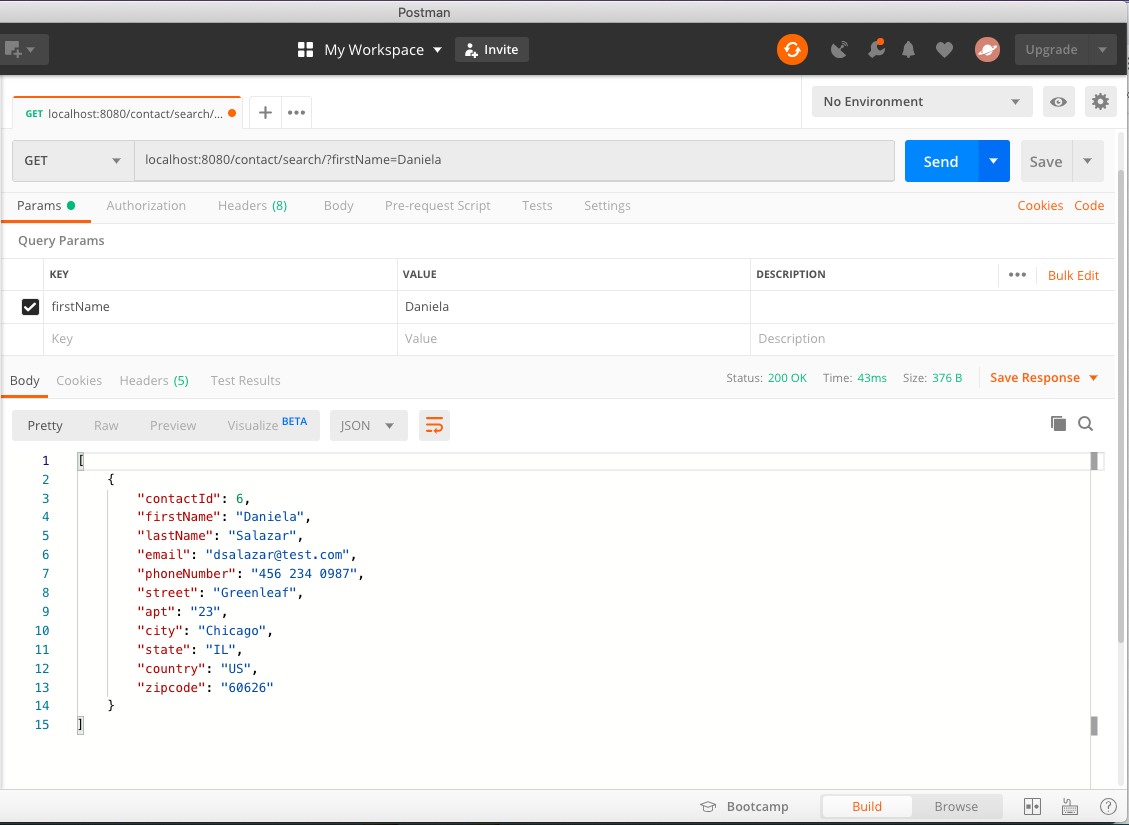 Postman
My Workspace Invite Upgrade
GET localhost:8080/contact/search/... + ••• No Environment
GET localhost:8080/contact/search/?firstName=Daniela Send Save
Params Authorization Headers (8) Body Pre-request Script Tests Settings Cookies Code
Query Params
KEY VALUE DESCRIPTION ••• Bulk Edit
firstName Daniela
Key Value Description
Body Cookies Headers (5) Test Results Status: 200 OK Time: 43ms Size: 376 B Save Response
Pretty Raw Preview Visualize BETA JSON
1 [
2 {
3 "contactId": 6,
4 "firstName": "Daniela",
5 "lastName": "Salazar",
6 "email": "dsalazar@test.com",
7 "phoneNumber": "456 234 0987",
8 "street": "Greenleaf",
9 "apt": "23",
10 "city": "Chicago",
11 "state": "IL",
12 "country": "US",
13 "zipcode": "60626"
14 }
15 ]
Bootcamp Build Browse ?